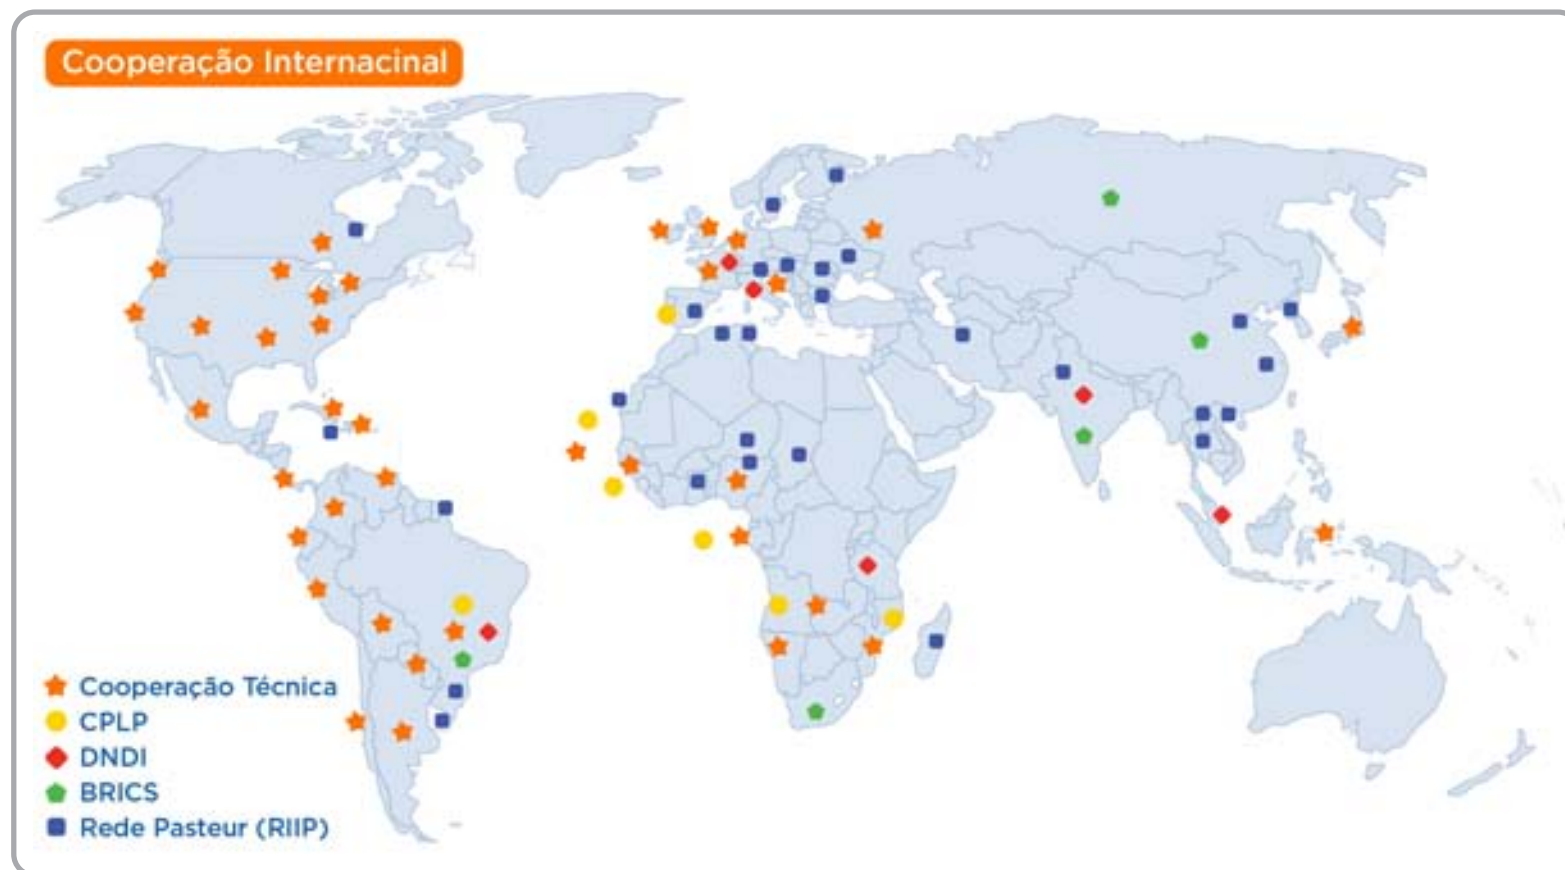 Cooperação Internacinal
Cooperação Técnica
CPLP
DNDI
BRICS
Rede Pasteur (RIIP)